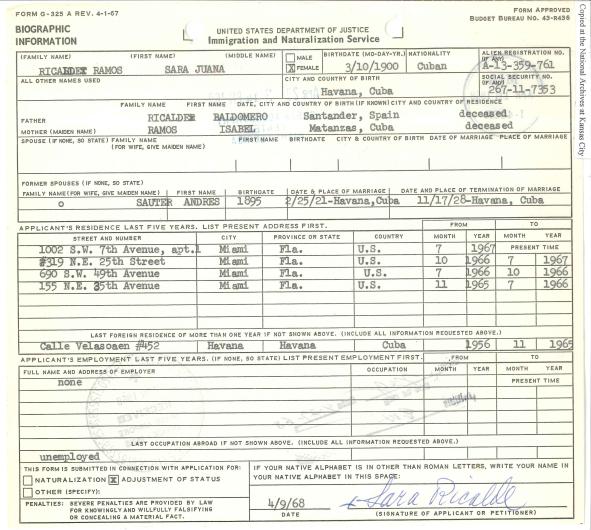 FORM G-325 A REV. 4-1-67
FORM APPROVED
BUDGET BUREAU NO. 43-R436
BIOGRAPHIC INFORMATION
UNITED STATES DEPARTMENT OF JUSTICE
Immigration and Naturalization Service
(FAMILY NAME) (FIRST NAME) (MIDDLE NAME) MALE FEMALE BIRTHDATE (MO-DAY-YR.) NATIONALITY ALIEN REGISTRATION NO. (IF ANY)
RICALDE RAMOS SARA JUANA X 3/10/1900 Cuban A-13-359-761
ALL OTHER NAMES USED CITY AND COUNTRY OF BIRTH SOCIAL SECURITY NO. (IF ANY)
Havana, Cuba 267-11-7353
FAMILY NAME FIRST NAME DATE, CITY AND COUNTRY OF BIRTH (IF KNOWN) CITY AND COUNTRY OF RESIDENCE
FATHER RICALDE BALDOMERO Santander, Spain deceased
MOTHER (MAIDEN NAME) RAMOS ISABEL Matanzas, Cuba deceased
SPOUSE (IF NONE, SO STATE) FAMILY NAME (FOR WIFE, GIVE MAIDEN NAME) FIRST NAME BIRTHDATE CITY & COUNTRY OF BIRTH DATE OF MARRIAGE PLACE OF MARRIAGE
FORMER SPOUSES (IF NONE, SO STATE)
FAMILY NAME (FOR WIFE, GIVE MAIDEN NAME) FIRST NAME BIRTHDATE DATE & PLACE OF MARRIAGE DATE AND PLACE OF TERMINATION OF MARRIAGE
o SAUTER ANDRES 1895 2/25/21-Havana,Cuba 11/17/28-Havana, Cuba
APPLICANT'S RESIDENCE LAST FIVE YEARS. LIST PRESENT ADDRESS FIRST. FROM TO
STREET AND NUMBER CITY PROVINCE OR STATE COUNTRY MONTH YEAR MONTH YEAR
1002 S.W. 7th Avenue, apt.1 Miami Fla. U.S. 7 1967 PRESENT TIME
#319 N.E. 25th Street Miami Fla. U.S. 10 1966 7 1967
690 S.W. 49th Avenue Miami Fla. U.S. 7 1966 10 1966
155 N.E. 35th Avenue Miami Fla. U.S. 11 1965 7 1966
LAST FOREIGN RESIDENCE OF MORE THAN ONE YEAR IF NOT SHOWN ABOVE. (INCLUDE ALL INFORMATION REQUESTED ABOVE.)
Calle Velasoaen #452 Havana Havana Cuba 1956 11 1965
APPLICANT'S EMPLOYMENT LAST FIVE YEARS. (IF NONE, SO STATE) LIST PRESENT EMPLOYMENT FIRST. FROM TO
FULL NAME AND ADDRESS OF EMPLOYER OCCUPATION MONTH YEAR MONTH YEAR
none PRESENT TIME
LAST OCCUPATION ABROAD IF NOT SHOWN ABOVE. (INCLUDE ALL INFORMATION REQUESTED ABOVE.)
unemployed
THIS FORM IS SUBMITTED IN CONNECTION WITH APPLICATION FOR:
NATURALIZATION X ADJUSTMENT OF STATUS
OTHER (SPECIFY):
PENALTIES: SEVERE PENALTIES ARE PROVIDED BY LAW FOR KNOWINGLY AND WILLFULLY FALSIFYING OR CONCEALING A MATERIAL FACT.
IF YOUR NATIVE ALPHABET IS IN OTHER THAN ROMAN LETTERS, WRITE YOUR NAME IN YOUR NATIVE ALPHABET IN THIS SPACE:
4/9/68 Sara Ricalde
DATE (SIGNATURE OF APPLICANT OR PETITIONER)
Copied at the National Archives at Kansas City